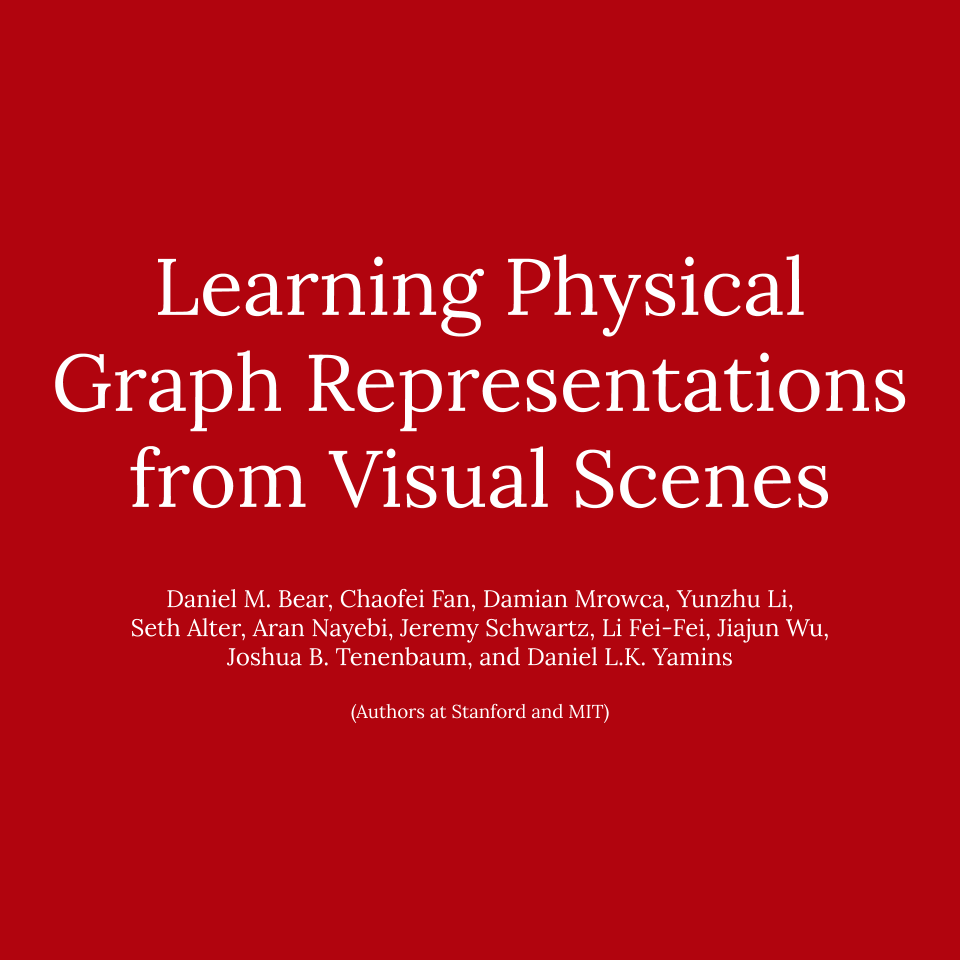 Learning Physical
Graph Representations
from Visual Scenes
Daniel M. Bear, Chaofei Fan, Damian Mrowca, Yunzhu Li,
Seth Alter, Aran Nayebi, Jeremy Schwartz, Li Fei-Fei, Jiajun Wu,
Joshua B. Tenenbaum, and Daniel L.K. Yamins
(Authors at Stanford and MIT)